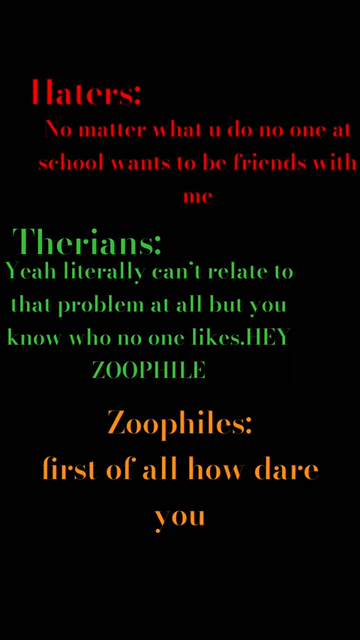 Haters:
No matter what u do no one at
school wants to be friends with
me
Therians:
Yeah literally can't relate to
that problem at all but you
know who no one likes.HEY
ZOOPHILE
Zoophiles:
first of all how dare
you